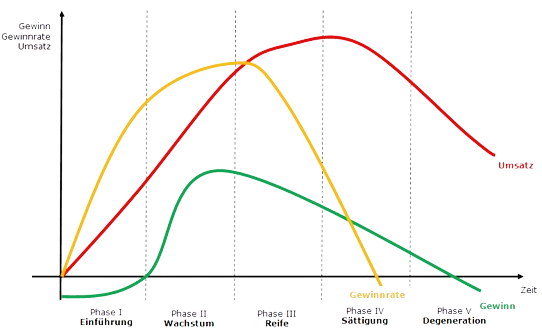 Gewinn
Gewinnrate
Umsatz
Umsatz
Zeit
Gewinnrate
Gewinn
Phase I
Einführung
Phase II
Wachstum
Phase III
Reife
Phase IV
Sättigung
Phase V
Degeneration